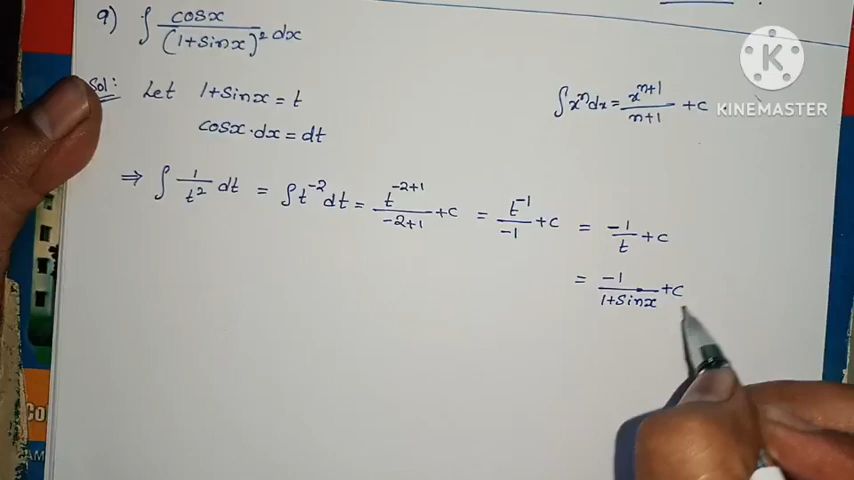 9) ∫ cosx/(1+sinx)² dx
Sol: Let 1+sinx = t
∫xⁿdx = xⁿ⁺¹/n+1 + c
KINEMASTER
cosx·dx = dt
⇒ ∫ 1/t² dt = ∫t⁻² dt = t⁻²⁺¹/-2+1 + c = t⁻¹/-1 + c = -1/t + c
= -1/1+sinx + c